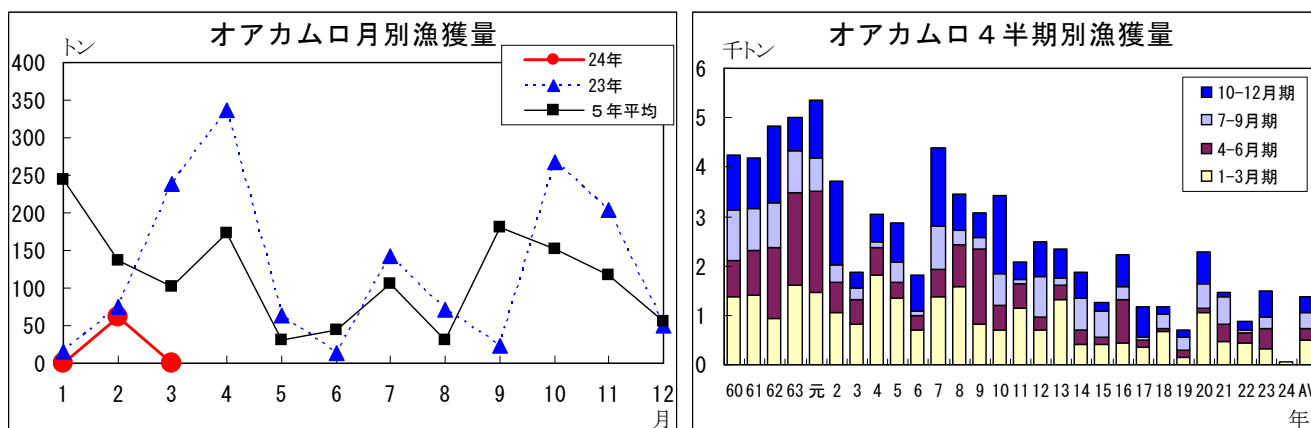 オアカムロ月別漁獲量
トン
24年
23年
5年平均
400
350
300
250
200
150
100
50
0
1 2 3 4 5 6 7 8 9 10 11 12
月
オアカムロ4半期別漁獲量
千トン
10-12月期
7-9月期
4-6月期
1-3月期
6
5
4
3
2
1
0
60 61 62 63 元 2 3 4 5 6 7 8 9 10 11 12 13 14 15 16 17 18 19 20 21 22 23 24 AV
年